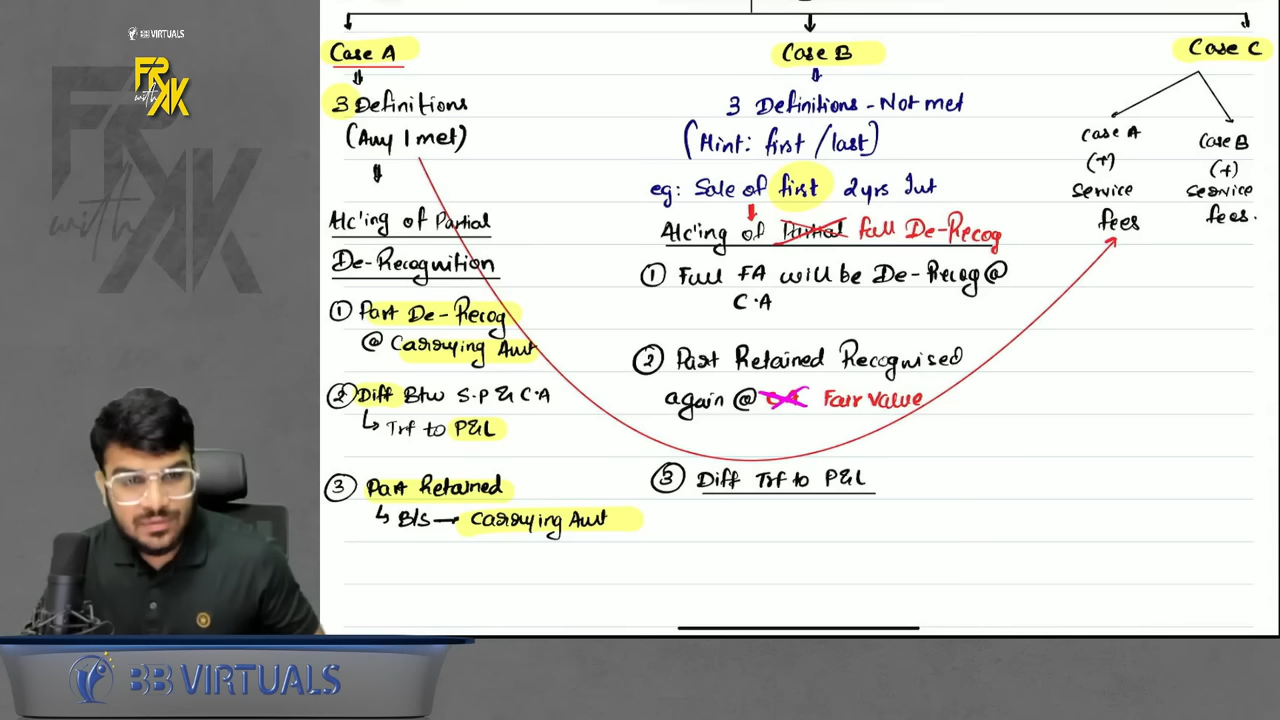 BB VIRTUALS
FR
with
AK
FR
with
AK
Case A
3 Definitions
(Any 1 met)
A/c'ing of Partial
De-Recognition
① Part De-Recog
@ Carrying Amt
② Diff Btw S.P & C.A
↳ Trf to P&L
③ Part Retained
↳ B/S — Carrying Amt
Case B
3 Definitions - Not met
(Hint: first / last)
eg: Sale of first 2yrs Int
A/c'ing of Partial full De-Recog
① Full FA will be De-Recog @
C.A
② Part Retained Recognised
again @ C.A Fair Value
③ Diff Trf to P&L
Case C
Case A
(+)
Service
fees
Case B
(+)
Service
fees.
BB VIRTUALS